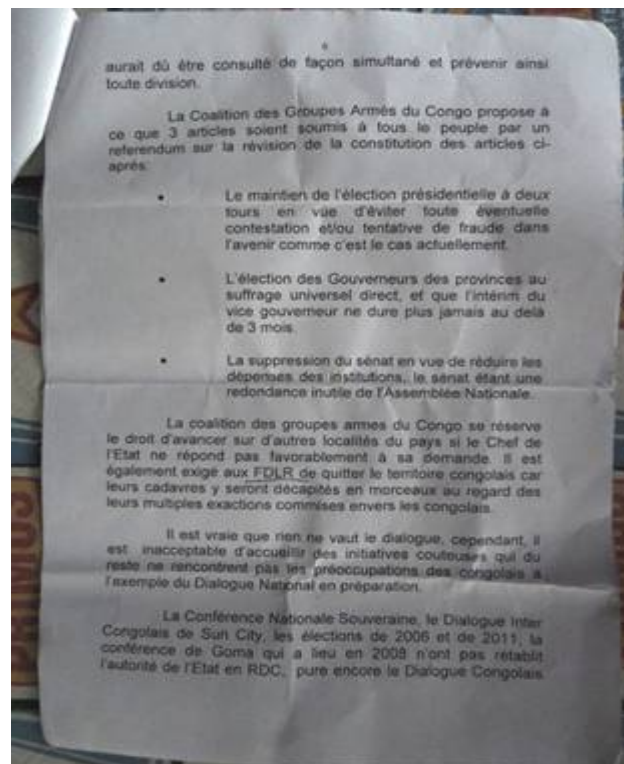 6
aurait dû être consulté de façon simultané et prévenir ainsi
toute division.
La Coalition des Groupes Armés du Congo propose à
ce que 3 articles soient soumis à tous le peuple par un
referendum sur la révision de la constitution des articles ci-
après:
• Le maintien de l'élection présidentielle à deux
tours en vue d'éviter toute éventuelle
contestation et/ou tentative de fraude dans
l'avenir comme c'est le cas actuellement.
• L'élection des Gouverneurs des provinces au
suffrage universel direct, et que l'intérim du
vice gouverneur ne dure plus jamais au delà
de 3 mois.
• La suppression du sénat en vue de réduire les
dépenses des institutions, le sénat étant une
redondance inutile de l'Assemblée Nationale.
La coalition des groupes armes du Congo se réserve
le droit d'avancer sur d'autres localités du pays si le Chef de
l'Etat ne répond pas favorablement à sa demande. Il est
également exigé aux FDLR de quitter le territoire congolais car
leurs cadavres y seront décapités en morceaux au regard des
leurs multiples exactions commises envers les congolais.
Il est vraie que rien ne vaut le dialogue, cependant, il
est inacceptable d'accueillir des initiatives couteuses qui du
reste ne rencontrent pas les préoccupations des congolais à
l'exemple du Dialogue National en préparation.
La Conférence Nationale Souveraine, le Dialogue Inter
Congolais de Sun City, les élections de 2006 et de 2011, la
conférence de Goma qui a lieu en 2008 n'ont pas rétablit
l'autorité de l'Etat en RDC, pure encore le Dialogue Congolais
PRIMUS